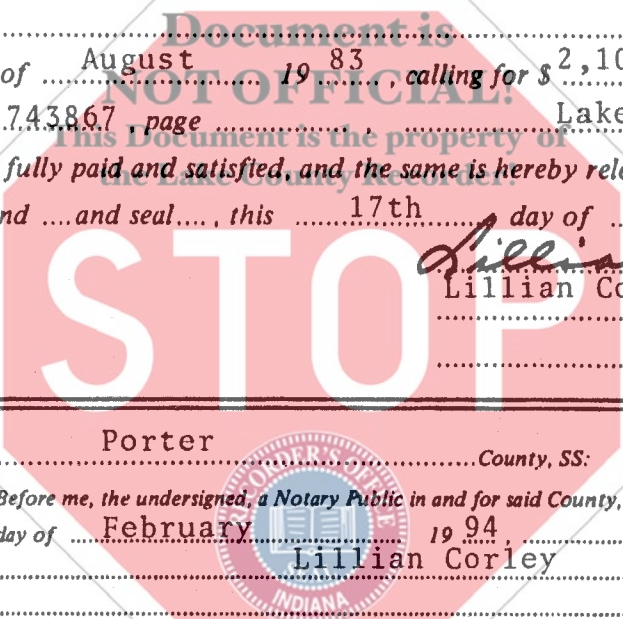 Document is
of August 19 83, calling for $ 2,10
NOT OFFICIAL!
743867, page , Lake
This Document is the property of
fully paid and satisfied, and the same is hereby rele
the Lake County Recorder!
nd ....and seal...., this 17th day of
STOP
Lillia
Lillian Co
Porter County, SS:
RECORDER'S OFFICE
Before me, the undersigned, a Notary Public in and for said County,
day of February 19 94,
Lillian Corley
SEAL
INDIANA